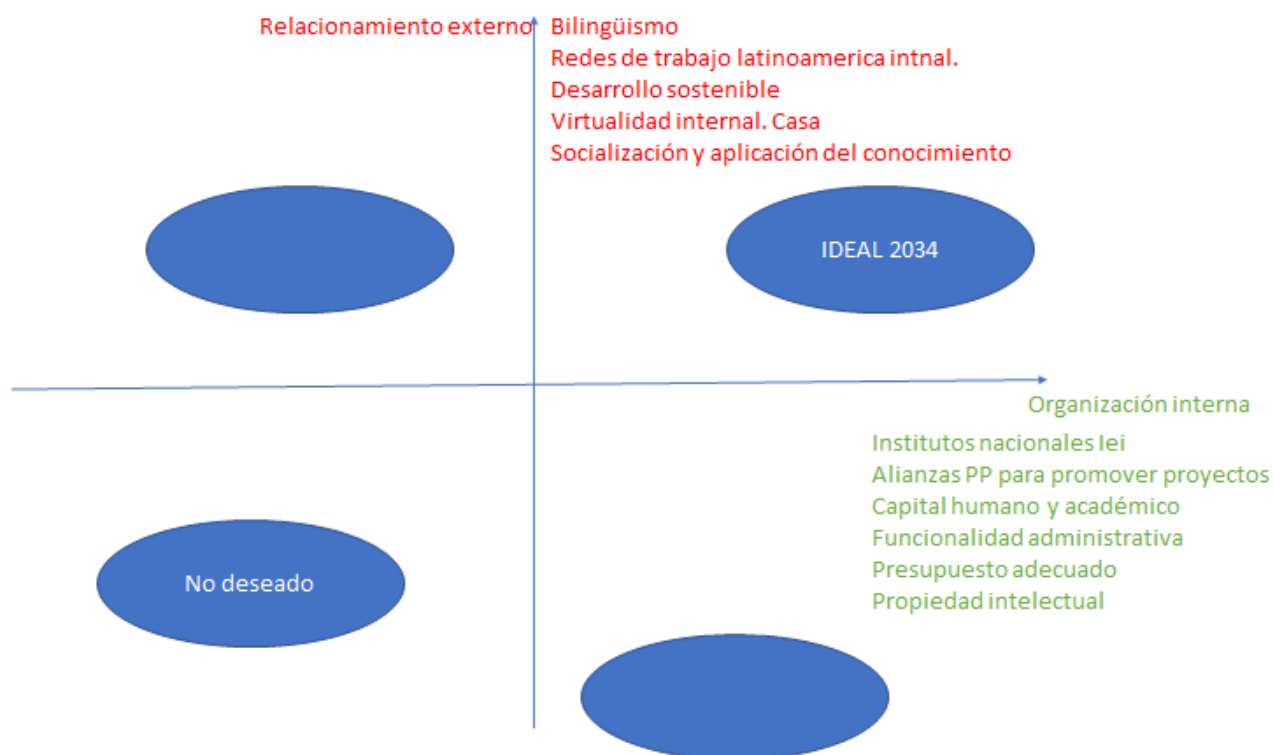 Relacionamiento externo
Bilingüismo
Redes de trabajo latinoamerica intnal.
Desarrollo sostenible
Virtualidad internal. Casa
Socialización y aplicación del conocimiento
IDEAL 2034
Organización interna
Institutos nacionales Iei
Alianzas PP para promover proyectos
Capital humano y académico
Funcionalidad administrativa
Presupuesto adecuado
Propiedad intelectual
No deseado